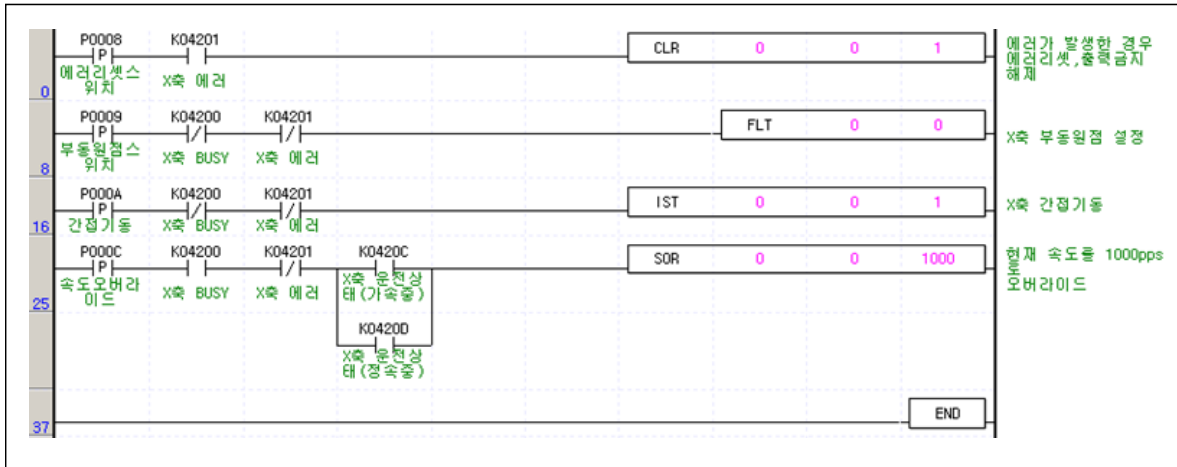 P0008 K04201
P CLR 0 0 1 에러가 발생한 경우
에러리셋,출력금지
해제
에러리셋스
위치 X축 에러
0
P0009 K04200 K04201
P FLT 0 0 X축 부동원점 설정
부동원점스
위치 X축 BUSY X축 에러
8
P000A K04200 K04201
P IST 0 0 1 X축 간접기동
간접기동 X축 BUSY X축 에러
16
P000C K04200 K04201 K0420C
P SOR 0 0 1000 현재 속도를 1000pps
로
오버라이드
속도오버라
이드 X축 BUSY X축 에러 X축 운전상
태(가속중)
25
K0420D
X축 운전상
태(정속중)
END
37